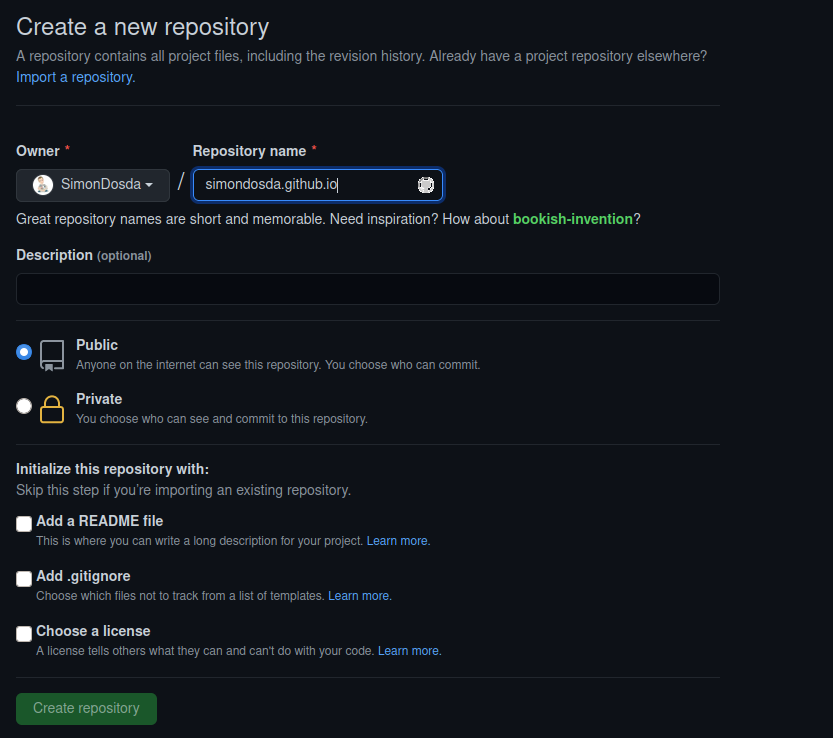 Create a new repository
A repository contains all project files, including the revision history. Already have a project repository elsewhere?
Import a repository.
Owner * Repository name *
SimonDosda / simondosda.github.io
Great repository names are short and memorable. Need inspiration? How about bookish-invention?
Description (optional)
Public
Anyone on the internet can see this repository. You choose who can commit.
Private
You choose who can see and commit to this repository.
Initialize this repository with:
Skip this step if you're importing an existing repository.
Add a README file
This is where you can write a long description for your project. Learn more.
Add .gitignore
Choose which files not to track from a list of templates. Learn more.
Choose a license
A license tells others what they can and can't do with your code. Learn more.
Create repository